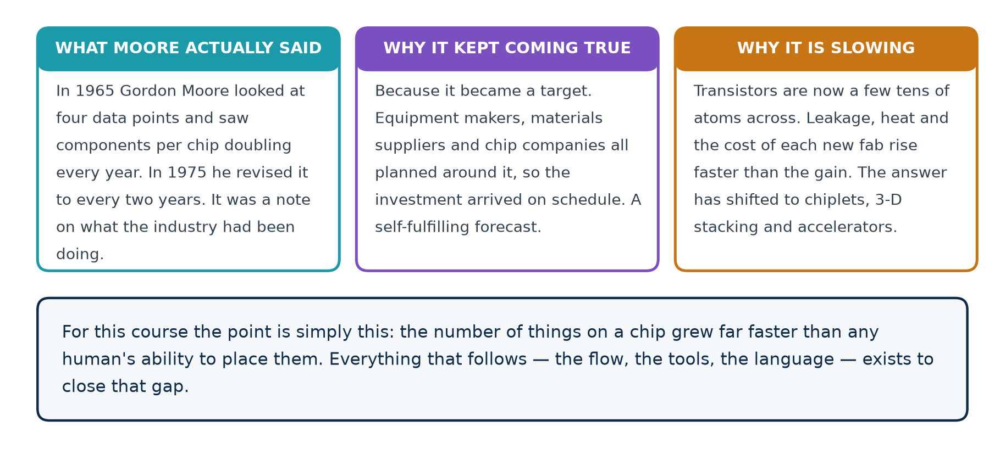 WHAT MOORE ACTUALLY SAID
In 1965 Gordon Moore looked at
four data points and saw
components per chip doubling
every year. In 1975 he revised it
to every two years. It was a note
on what the industry had been
doing.
WHY IT KEPT COMING TRUE
Because it became a target.
Equipment makers, materials
suppliers and chip companies all
planned around it, so the
investment arrived on schedule. A
self-fulfilling forecast.
WHY IT IS SLOWING
Transistors are now a few tens of
atoms across. Leakage, heat and
the cost of each new fab rise
faster than the gain. The answer
has shifted to chiplets, 3-D
stacking and accelerators.
For this course the point is simply this: the number of things on a chip grew far faster than any
human's ability to place them. Everything that follows — the flow, the tools, the language — exists to
close that gap.